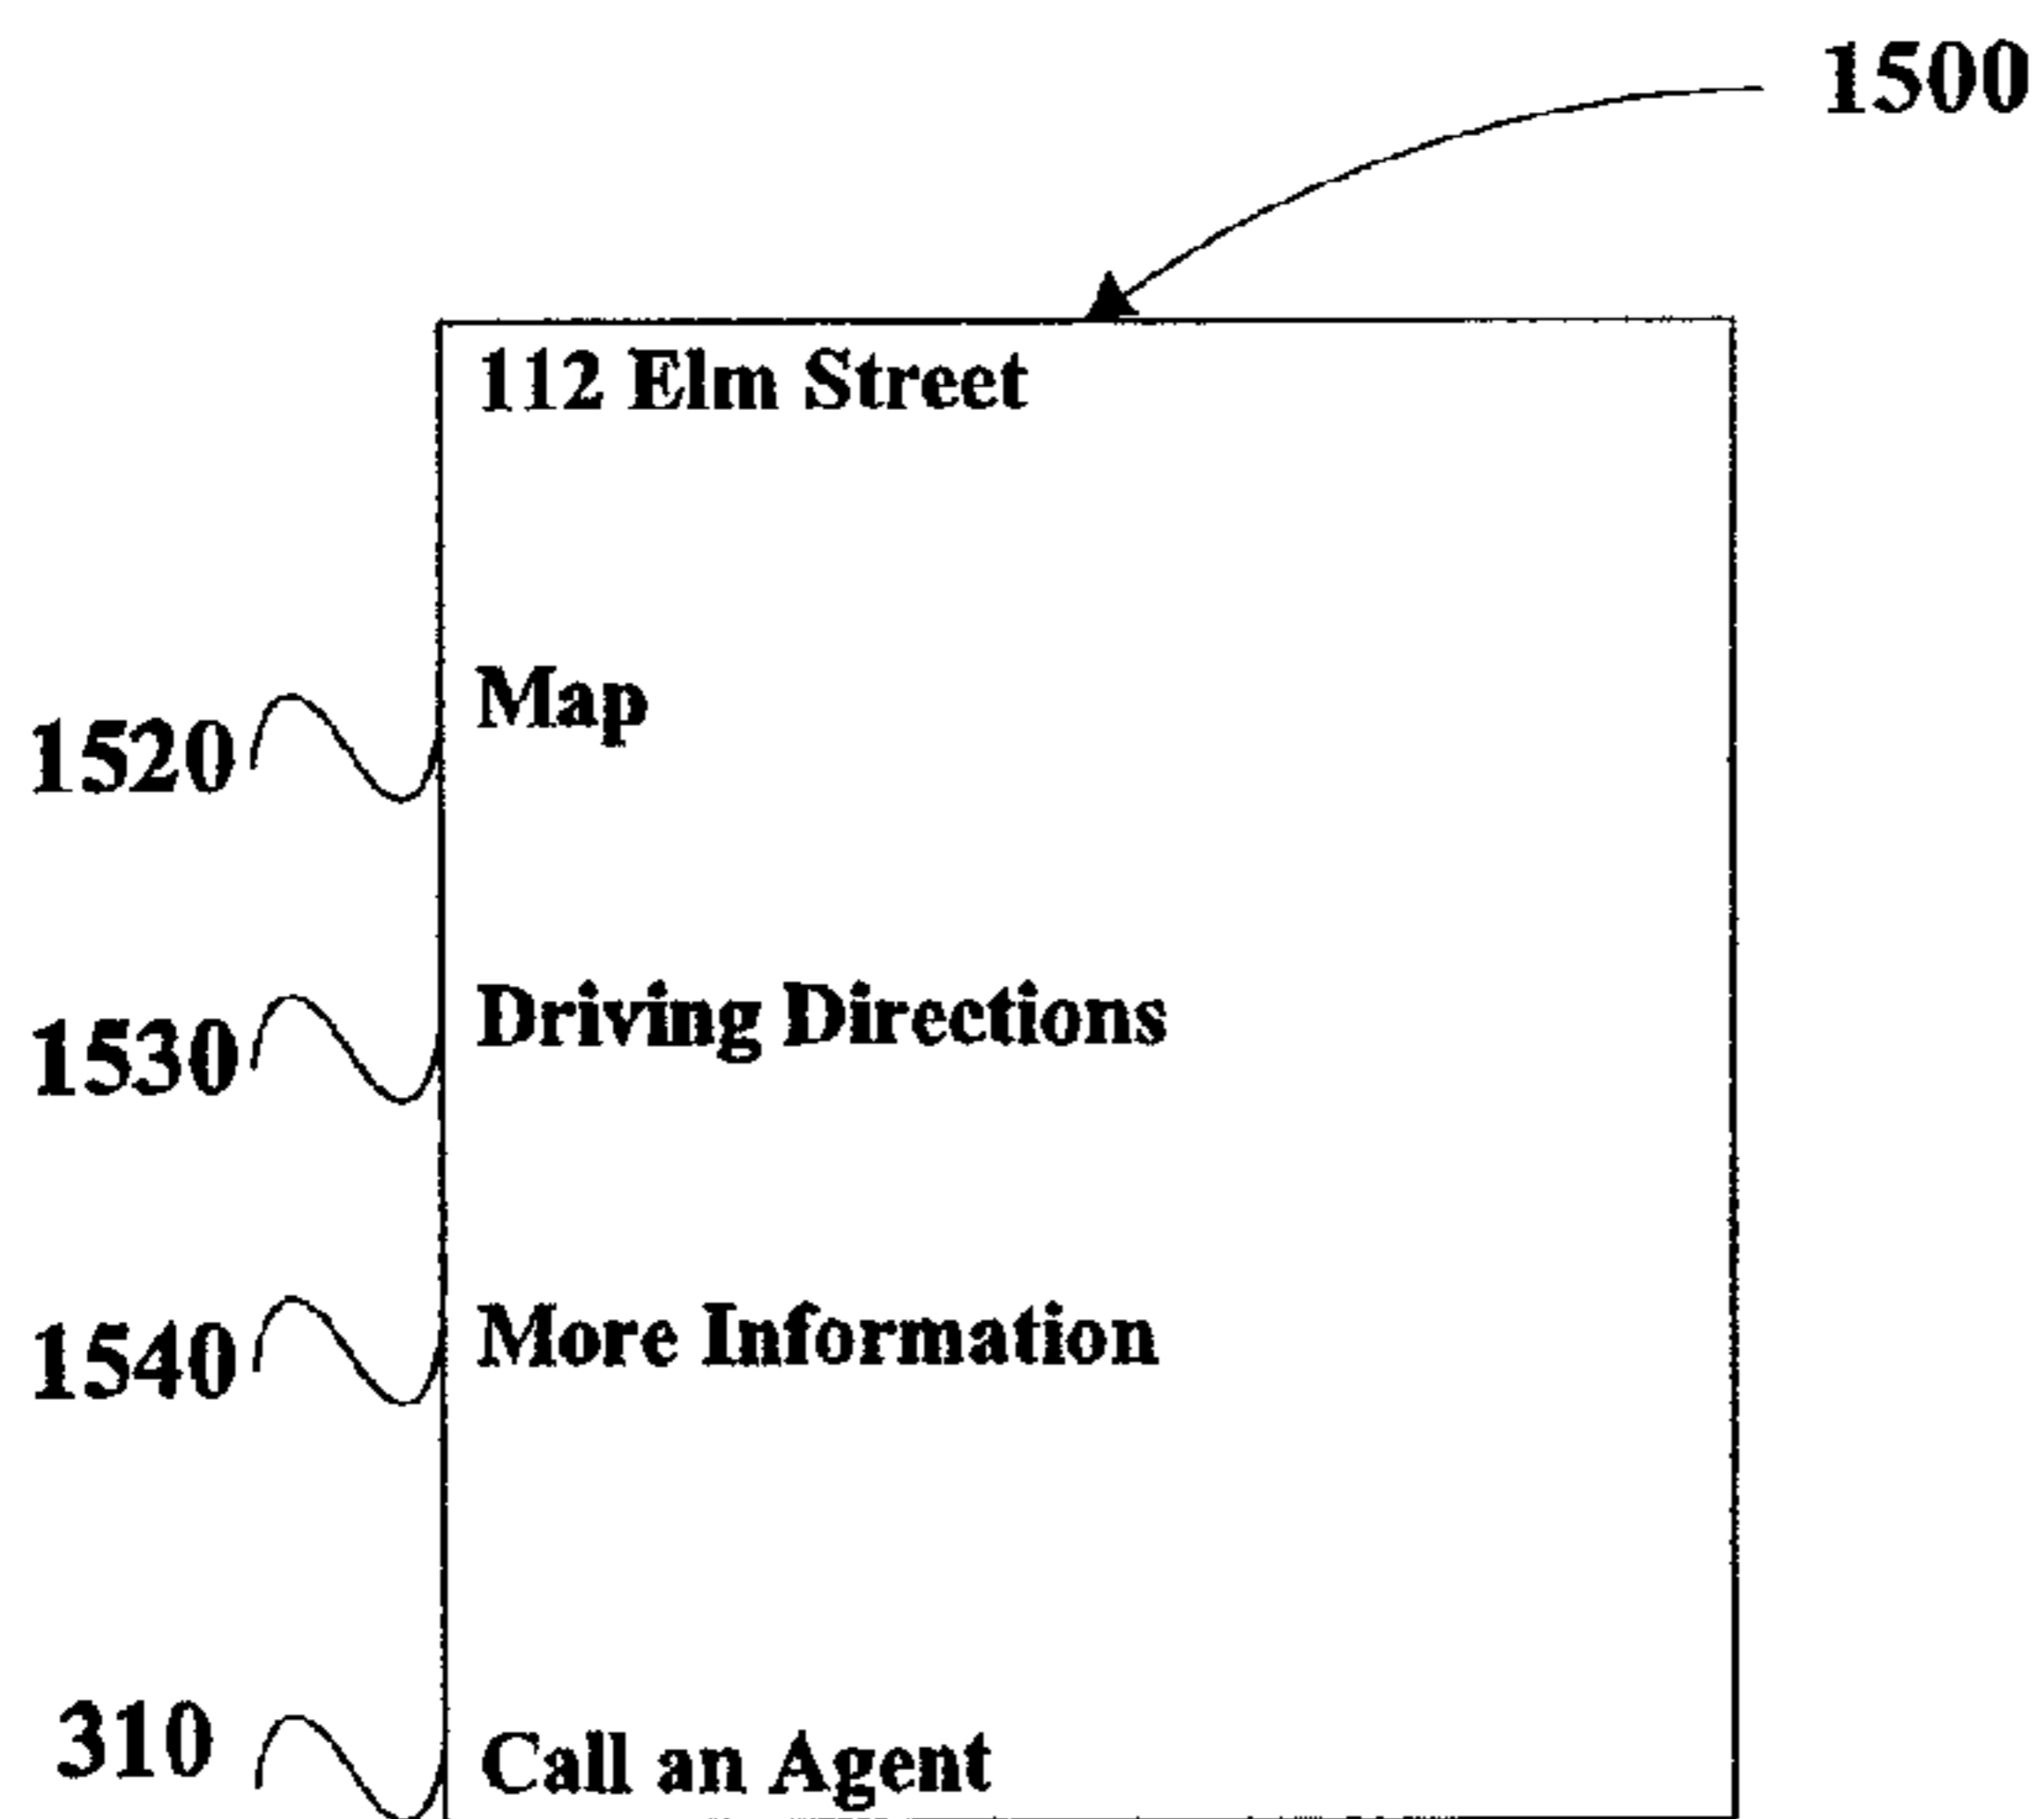 1500
112 Elm Street
1520 Map
1530 Driving Directions
1540 More Information
310 Call an Agent